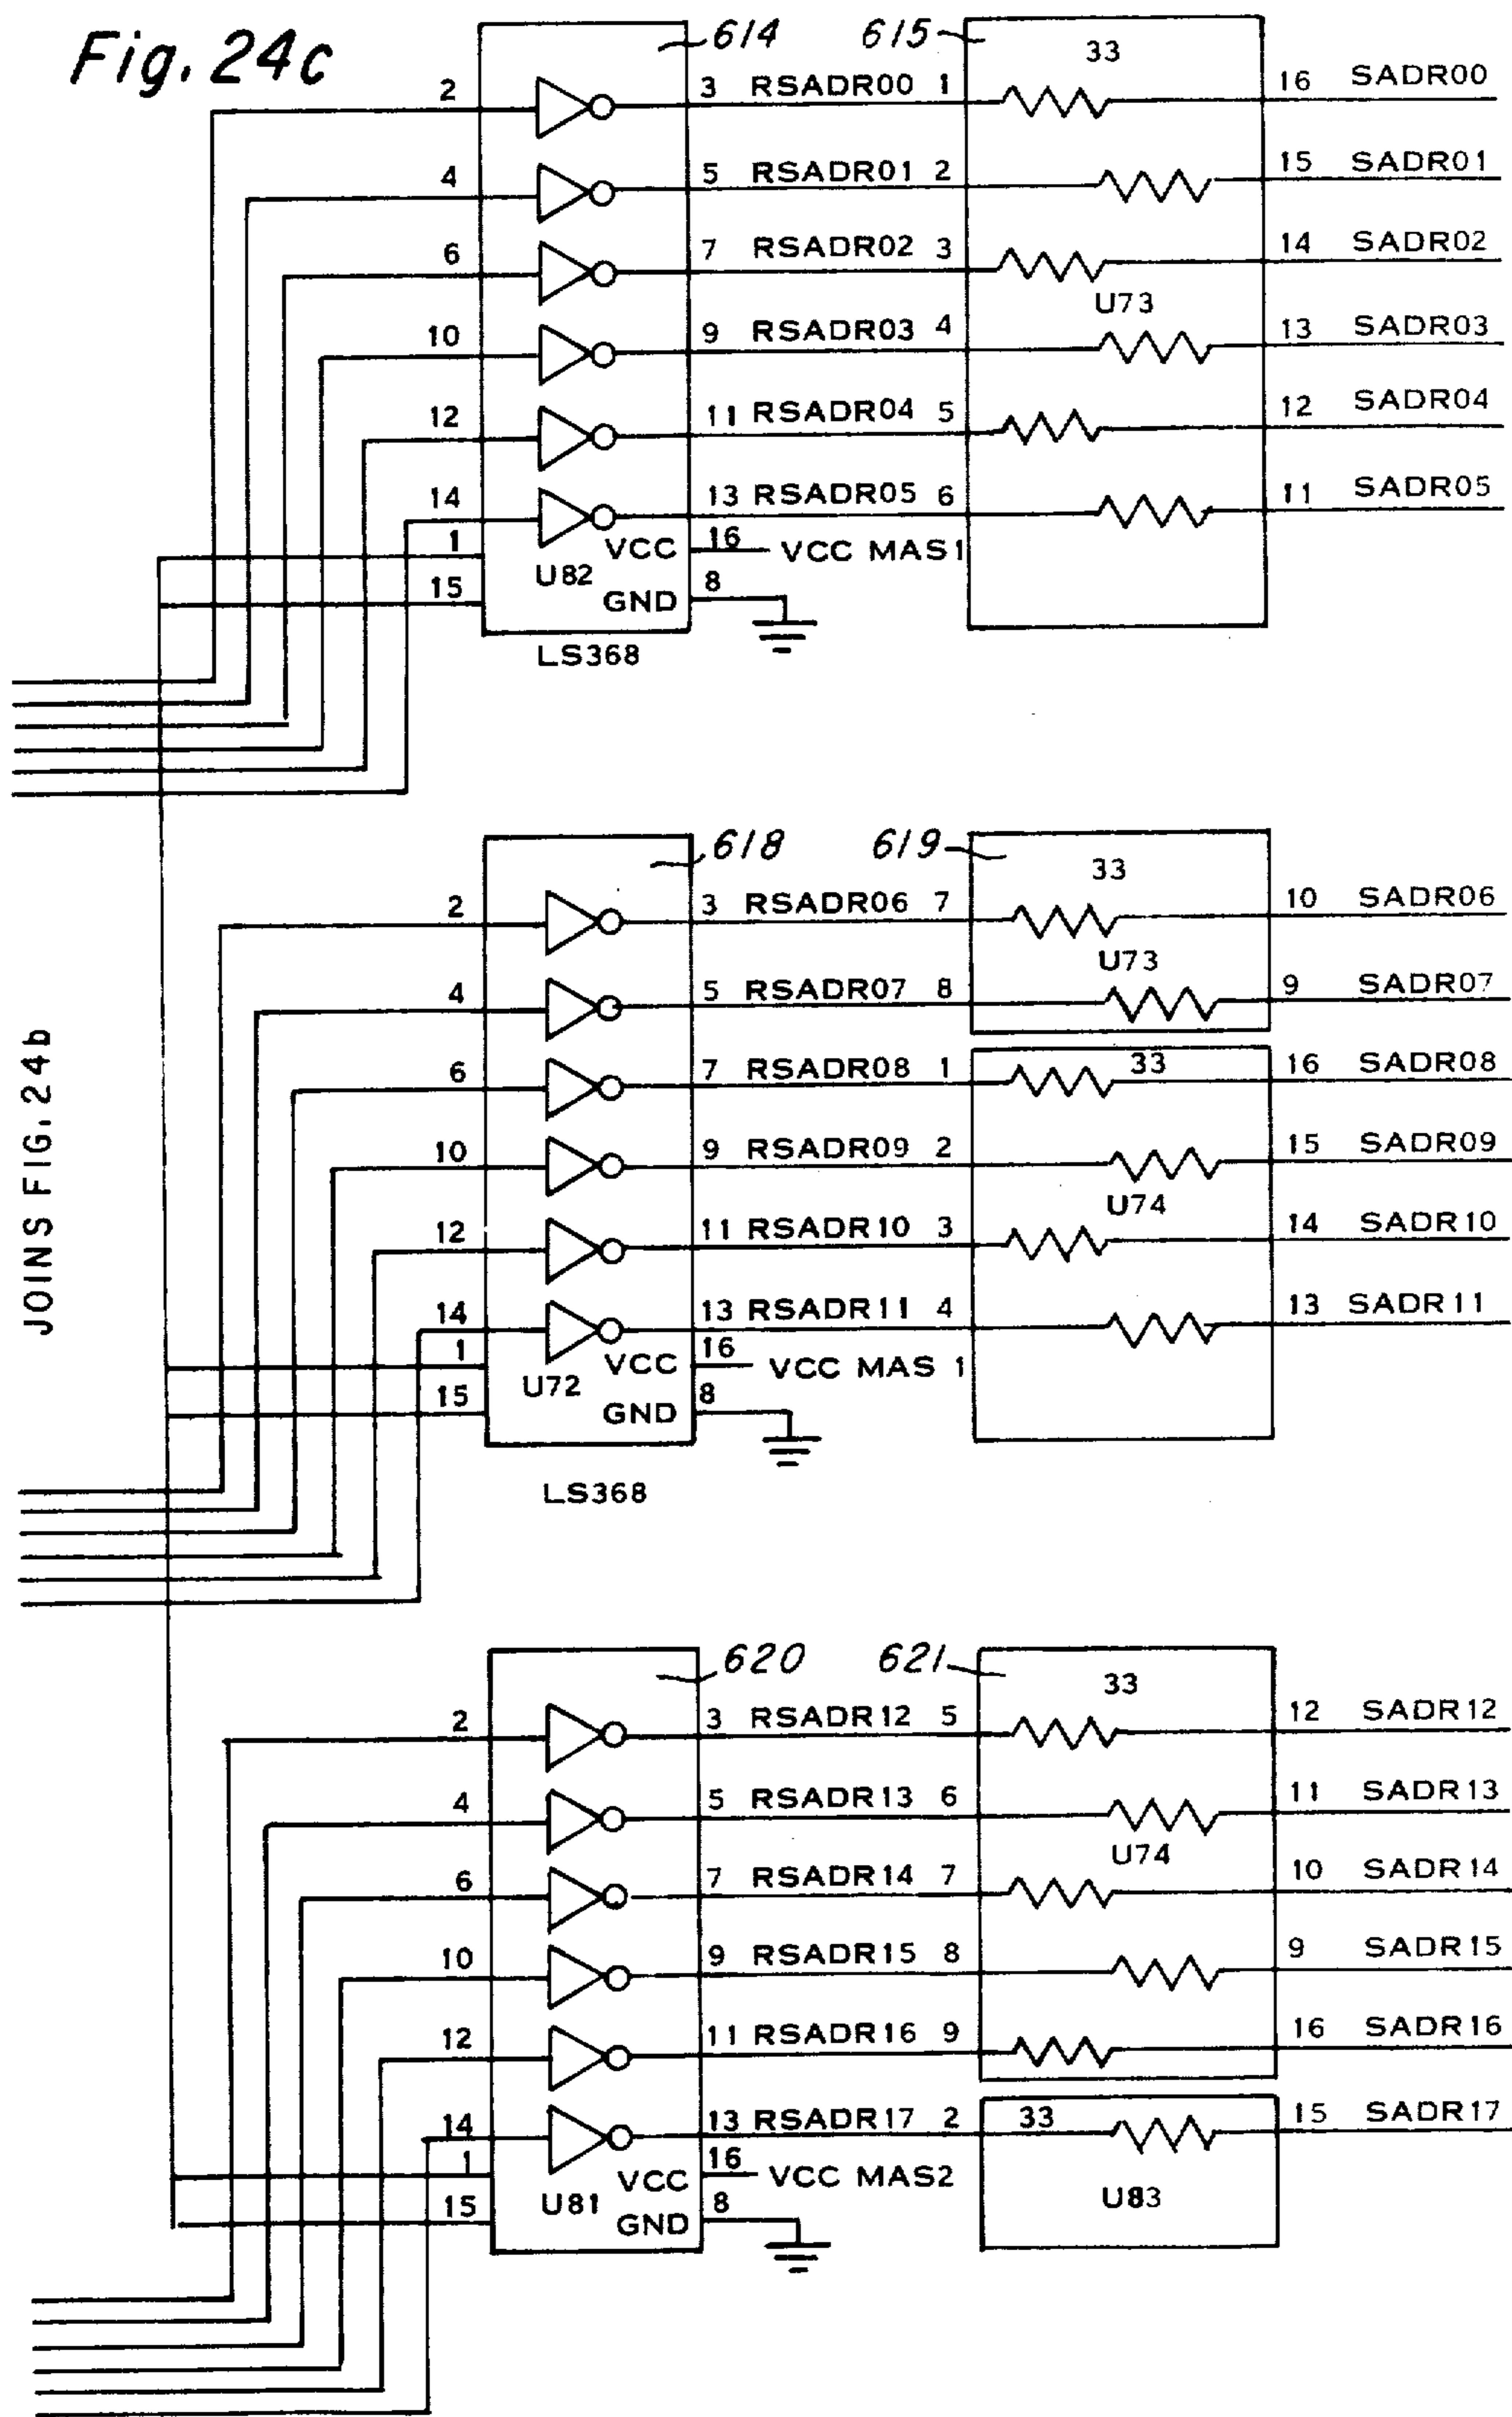 Fig. 24c
614 615
33
2 3 RSADR00 1 16 SADR00
4 5 RSADR01 2 15 SADR01
6 7 RSADR02 3 14 SADR02
U73
10 9 RSADR03 4 13 SADR03
12 11 RSADR04 5 12 SADR04
14 13 RSADR05 6 11 SADR05
1 VCC 16 VCC MAS1
U82
15 GND 8
LS368
618 619
33
2 3 RSADR06 7 10 SADR06
U73
4 5 RSADR07 8 9 SADR07
6 7 RSADR08 1 33 16 SADR08
10 9 RSADR09 2 15 SADR09
U74
12 11 RSADR10 3 14 SADR10
14 13 RSADR11 4 13 SADR11
1 VCC 16 VCC MAS 1
U72
15 GND 8
LS368
JOINS FIG. 24b
620 621
33
2 3 RSADR12 5 12 SADR12
4 5 RSADR13 6 11 SADR13
U74
6 7 RSADR14 7 10 SADR14
10 9 RSADR15 8 9 SADR15
12 11 RSADR16 9 16 SADR16
14 13 RSADR17 2 33 15 SADR17
1 VCC 16 VCC MAS2
U81 U83
15 GND 8